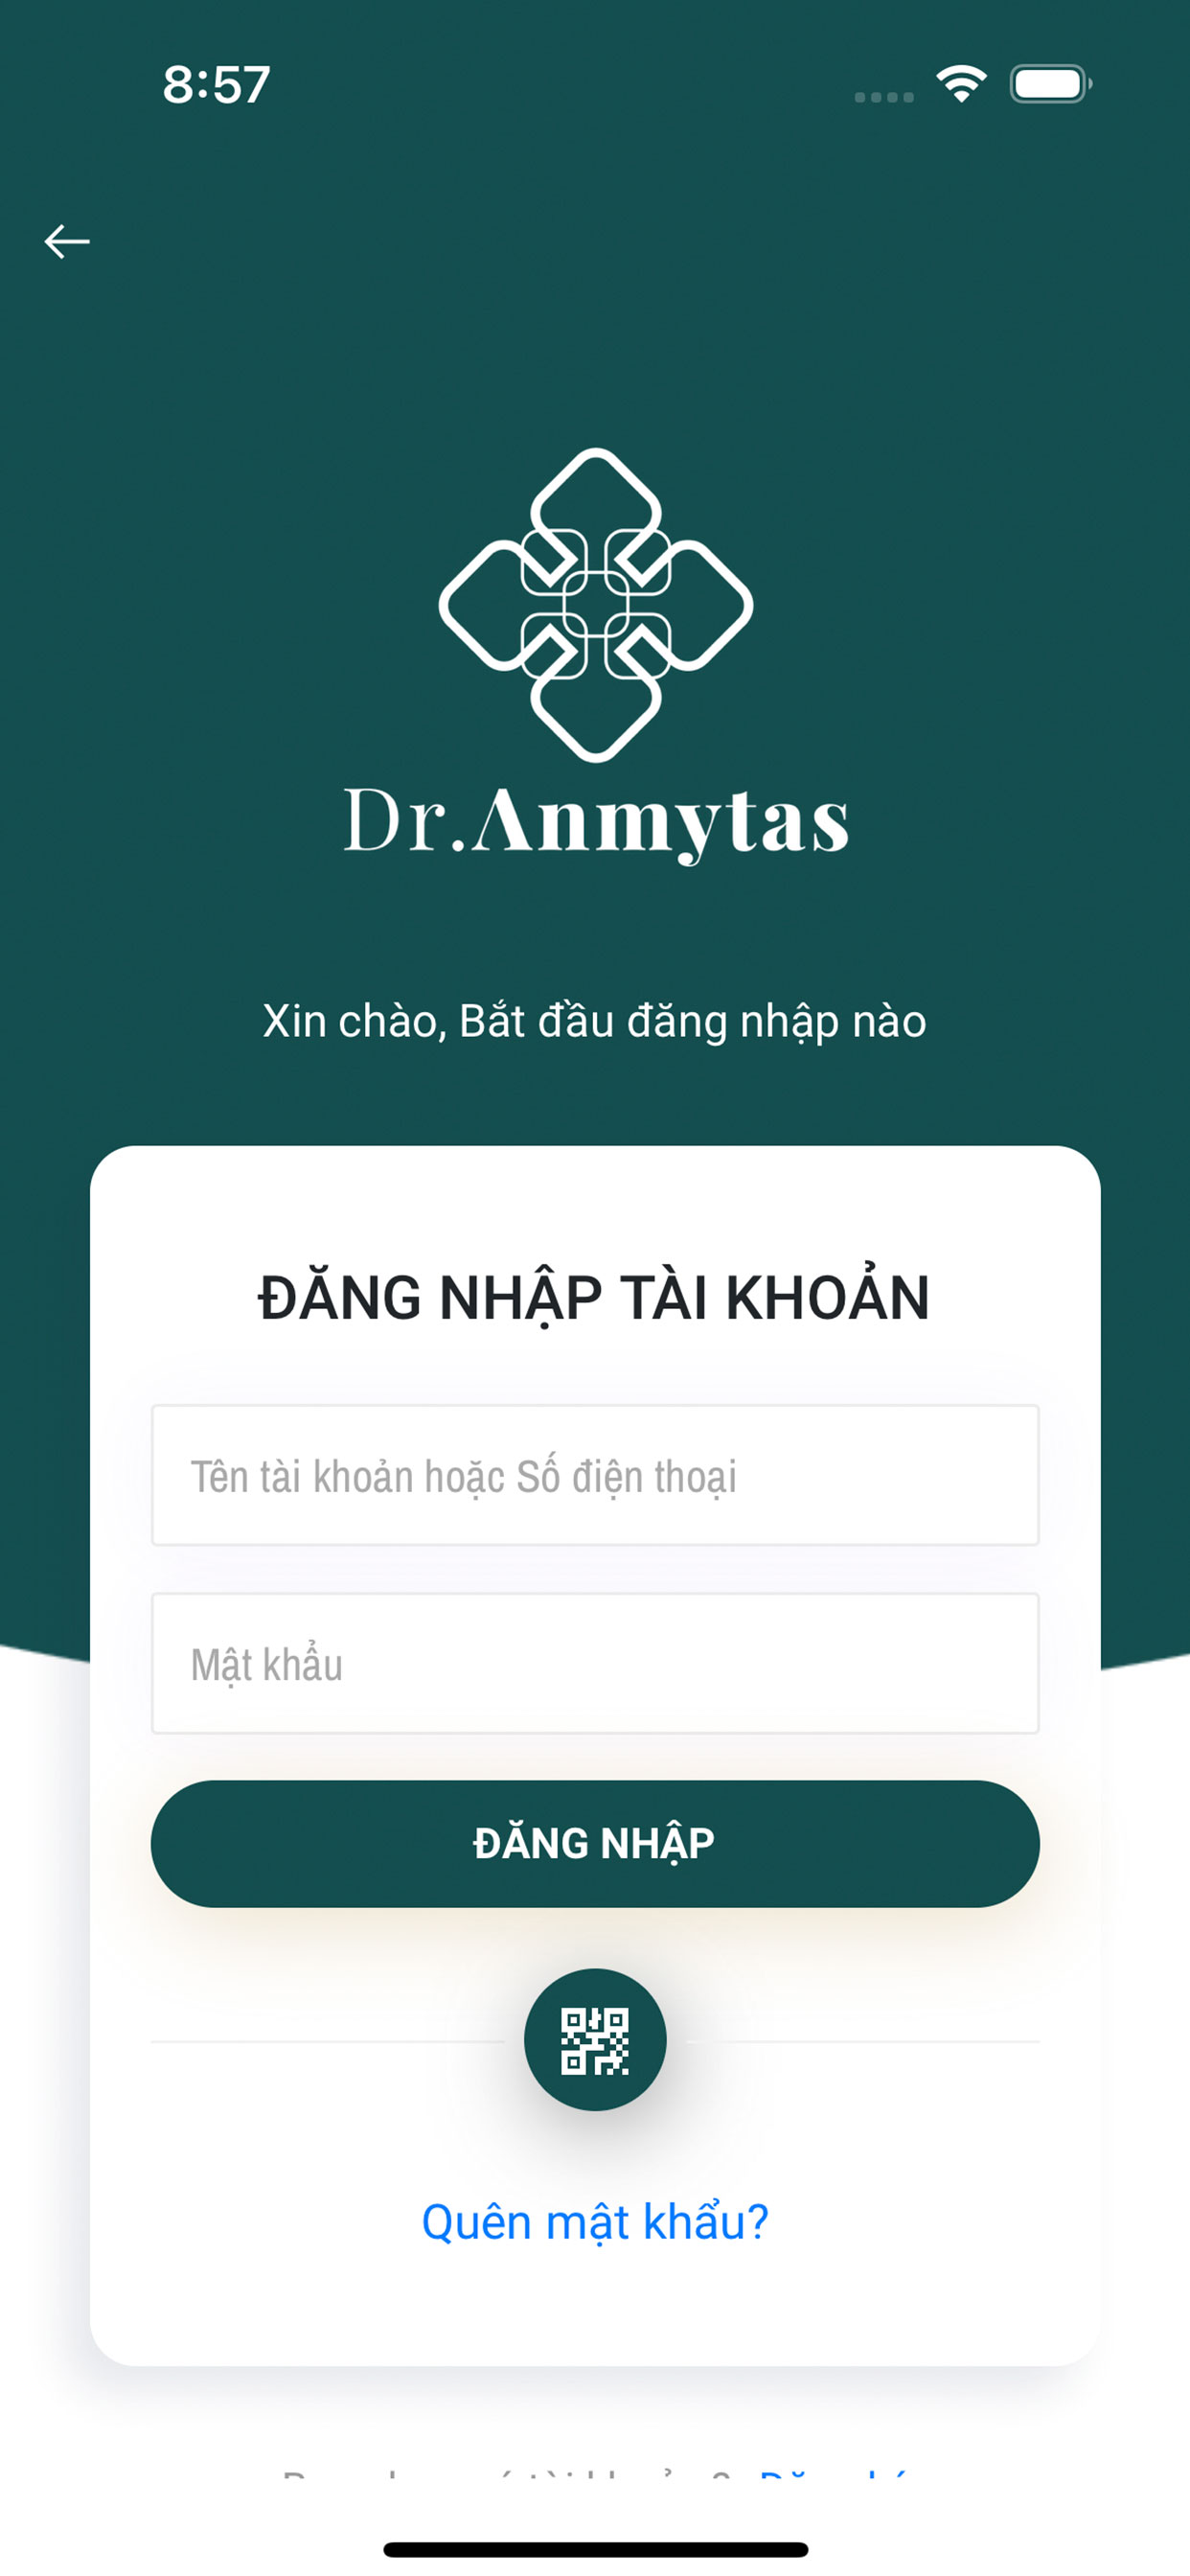 8:57
Dr.Anmytas
Xin chào, Bắt đầu đăng nhập nào
ĐĂNG NHẬP TÀI KHOẢN
Tên tài khoản hoặc Số điện thoại
Mật khẩu
ĐĂNG NHẬP
Quên mật khẩu?